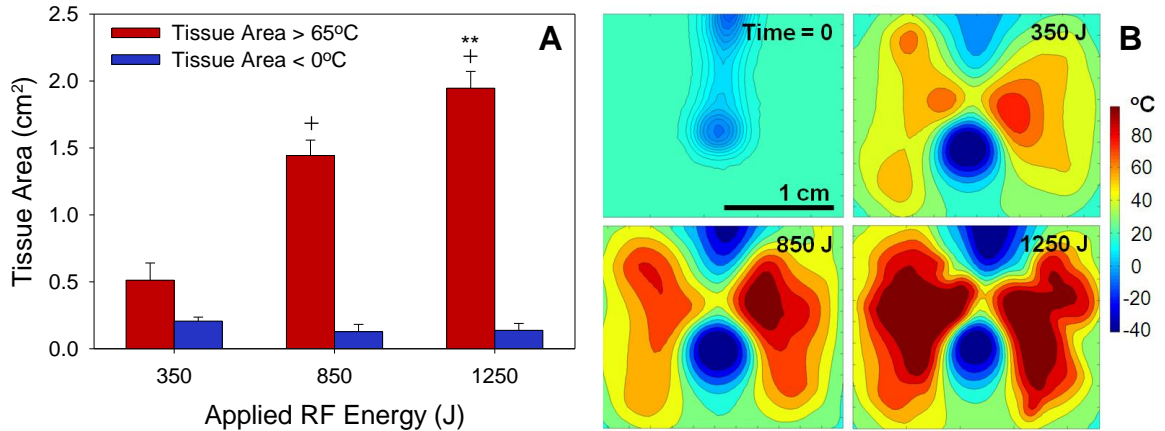 2.5
2.0
1.5
1.0
0.5
0.0
Tissue Area (cm²)
Tissue Area > 65ºC
Tissue Area < 0ºC
A
+
**
+
350
850
1250
Applied RF Energy (J)
Time = 0
1 cm
350 J
B
850 J
1250 J
ºC
80
60
40
20
0
-20
-40